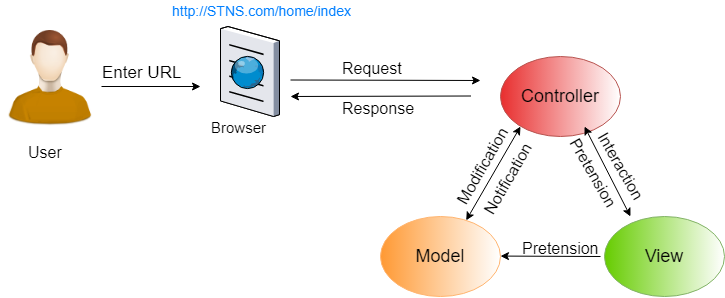 http://STNS.com/home/index
Enter URL
Request
Response
Browser
User
Controller
Modification
Notification
Interaction
Pretension
Model
Pretension
View